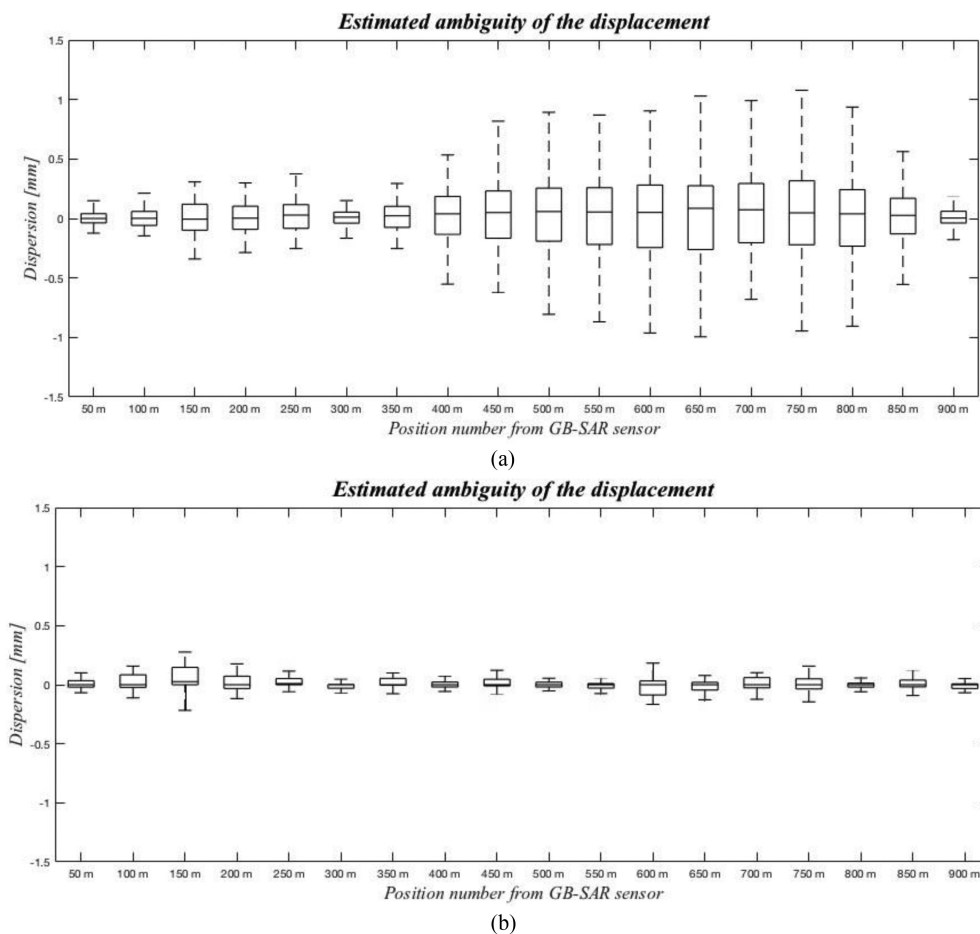 Estimated ambiguity of the displacement
1.5
1
0.5
0
-0.5
-1
-1.5
Dispersion [mm]
50 m 100 m 150 m 200 m 250 m 300 m 350 m 400 m 450 m 500 m 550 m 600 m 650 m 700 m 750 m 800 m 850 m 900 m
Position number from GB-SAR sensor
(a)
Estimated ambiguity of the displacement
1.5
1
0.5
0
-0.5
-1
-1.5
Dispersion [mm]
50 m 100 m 150 m 200 m 250 m 300 m 350 m 400 m 450 m 500 m 550 m 600 m 650 m 700 m 750 m 800 m 850 m 900 m
Position number from GB-SAR sensor
(b)